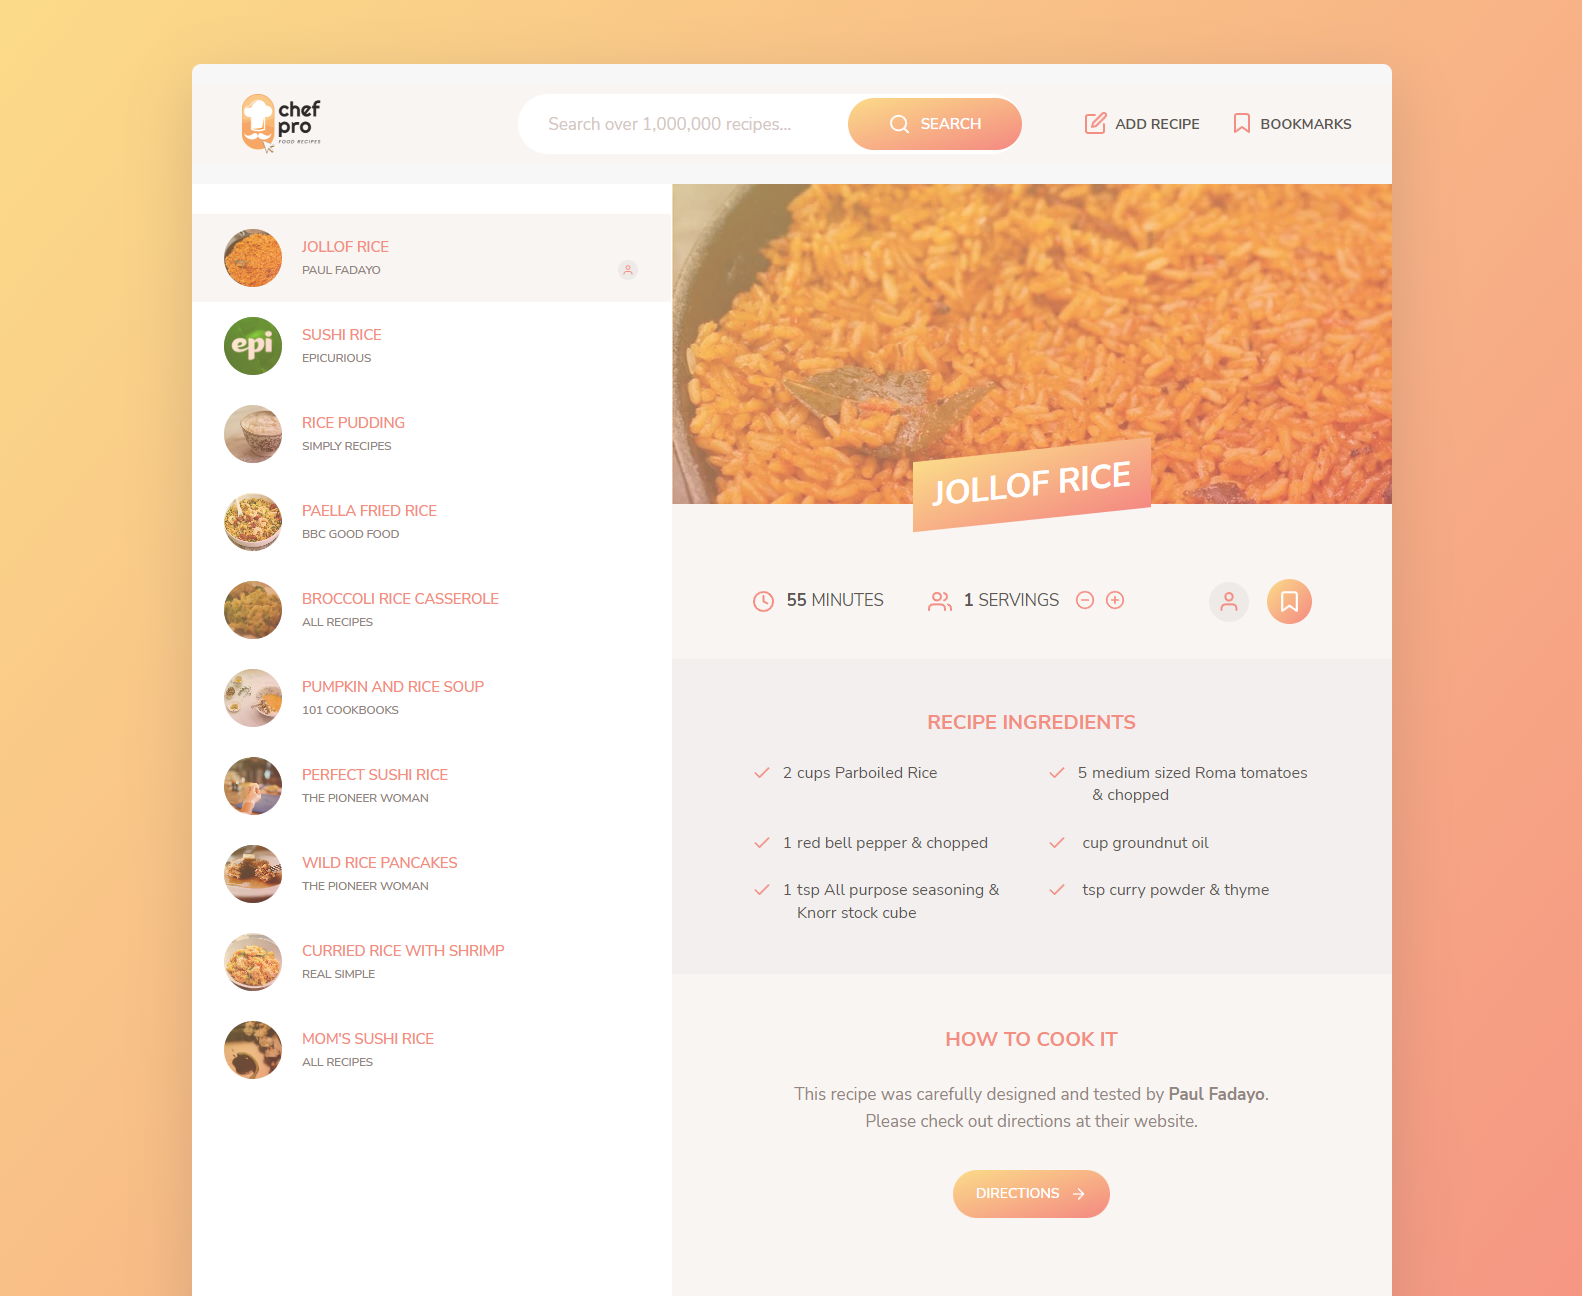 chef
pro
FOOD RECIPES
Search over 1,000,000 recipes...
SEARCH
ADD RECIPE
BOOKMARKS
JOLLOF RICE
PAUL FADAYO
SUSHI RICE
EPICURIOUS
epi
RICE PUDDING
SIMPLY RECIPES
PAELLA FRIED RICE
BBC GOOD FOOD
BROCCOLI RICE CASSEROLE
ALL RECIPES
PUMPKIN AND RICE SOUP
101 COOKBOOKS
PERFECT SUSHI RICE
THE PIONEER WOMAN
WILD RICE PANCAKES
THE PIONEER WOMAN
CURRIED RICE WITH SHRIMP
REAL SIMPLE
MOM'S SUSHI RICE
ALL RECIPES
JOLLOF RICE
55 MINUTES
1 SERVINGS
RECIPE INGREDIENTS
2 cups Parboiled Rice
5 medium sized Roma tomatoes
& chopped
1 red bell pepper & chopped
cup groundnut oil
1 tsp All purpose seasoning &
Knorr stock cube
tsp curry powder & thyme
HOW TO COOK IT
This recipe was carefully designed and tested by Paul Fadayo.
Please check out directions at their website.
DIRECTIONS